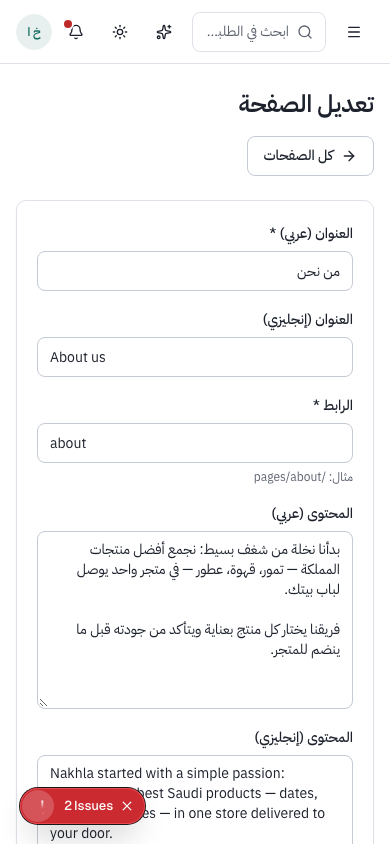 ابحث في الطلبـ...
خ ا
تعديل الصفحة
كل الصفحات
العنوان (عربي) *
من نحن
العنوان (إنجليزي)
About us
الرابط *
about
مثال: /pages/about
المحتوى (عربي)
بدأنا نخلة من شغف بسيط: نجمع أفضل منتجات
المملكة — تمور، قهوة، عطور — في متجر واحد يوصل
لباب بيتك.
فريقنا يختار كل منتج بعناية ويتأكد من جودته قبل ما
ينضم للمتجر.
المحتوى (إنجليزي)
Nakhla started with a simple passion:
best Saudi products — dates,
es — in one store delivered to
your door.
2 Issues